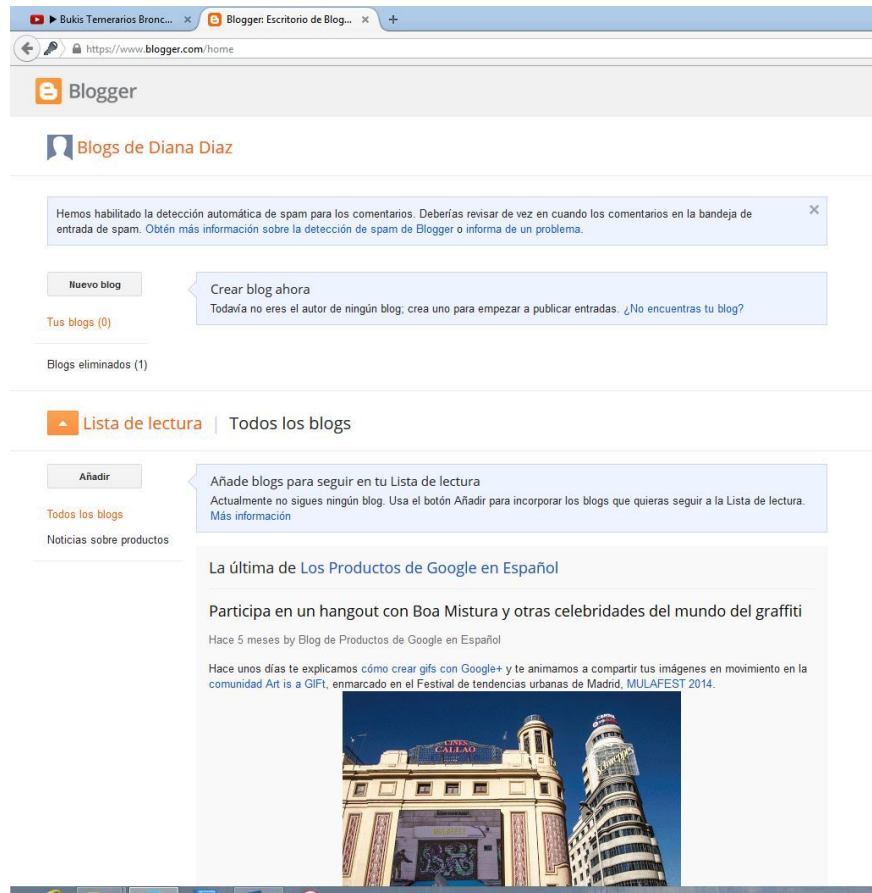 ▶ Bukis Temerarios Bronc...
Blogger: Escritorio de Blog...
https://www.blogger.com/home
Blogger
Blogs de Diana Diaz
Hemos habilitado la detección automática de spam para los comentarios. Deberías revisar de vez en cuando los comentarios en la bandeja de
entrada de spam. Obtén más información sobre la detección de spam de Blogger o informa de un problema.
Nuevo blog
Crear blog ahora
Todavía no eres el autor de ningún blog; crea uno para empezar a publicar entradas. ¿No encuentras tu blog?
Tus blogs (0)
Blogs eliminados (1)
Lista de lectura | Todos los blogs
Añadir
Añade blogs para seguir en tu Lista de lectura
Actualmente no sigues ningún blog. Usa el botón Añadir para incorporar los blogs que quieras seguir a la Lista de lectura.
Más información
Todos los blogs
Noticias sobre productos
La última de Los Productos de Google en Español
Participa en un hangout con Boa Mistura y otras celebridades del mundo del graffiti
Hace 5 meses by Blog de Productos de Google en Español
Hace unos días te explicamos cómo crear gifs con Google+ y te animamos a compartir tus imágenes en movimiento en la
comunidad Art is a GIFt, enmarcado en el Festival de tendencias urbanas de Madrid, MULAFEST 2014.
CINES
CALLAO
MULAFEST